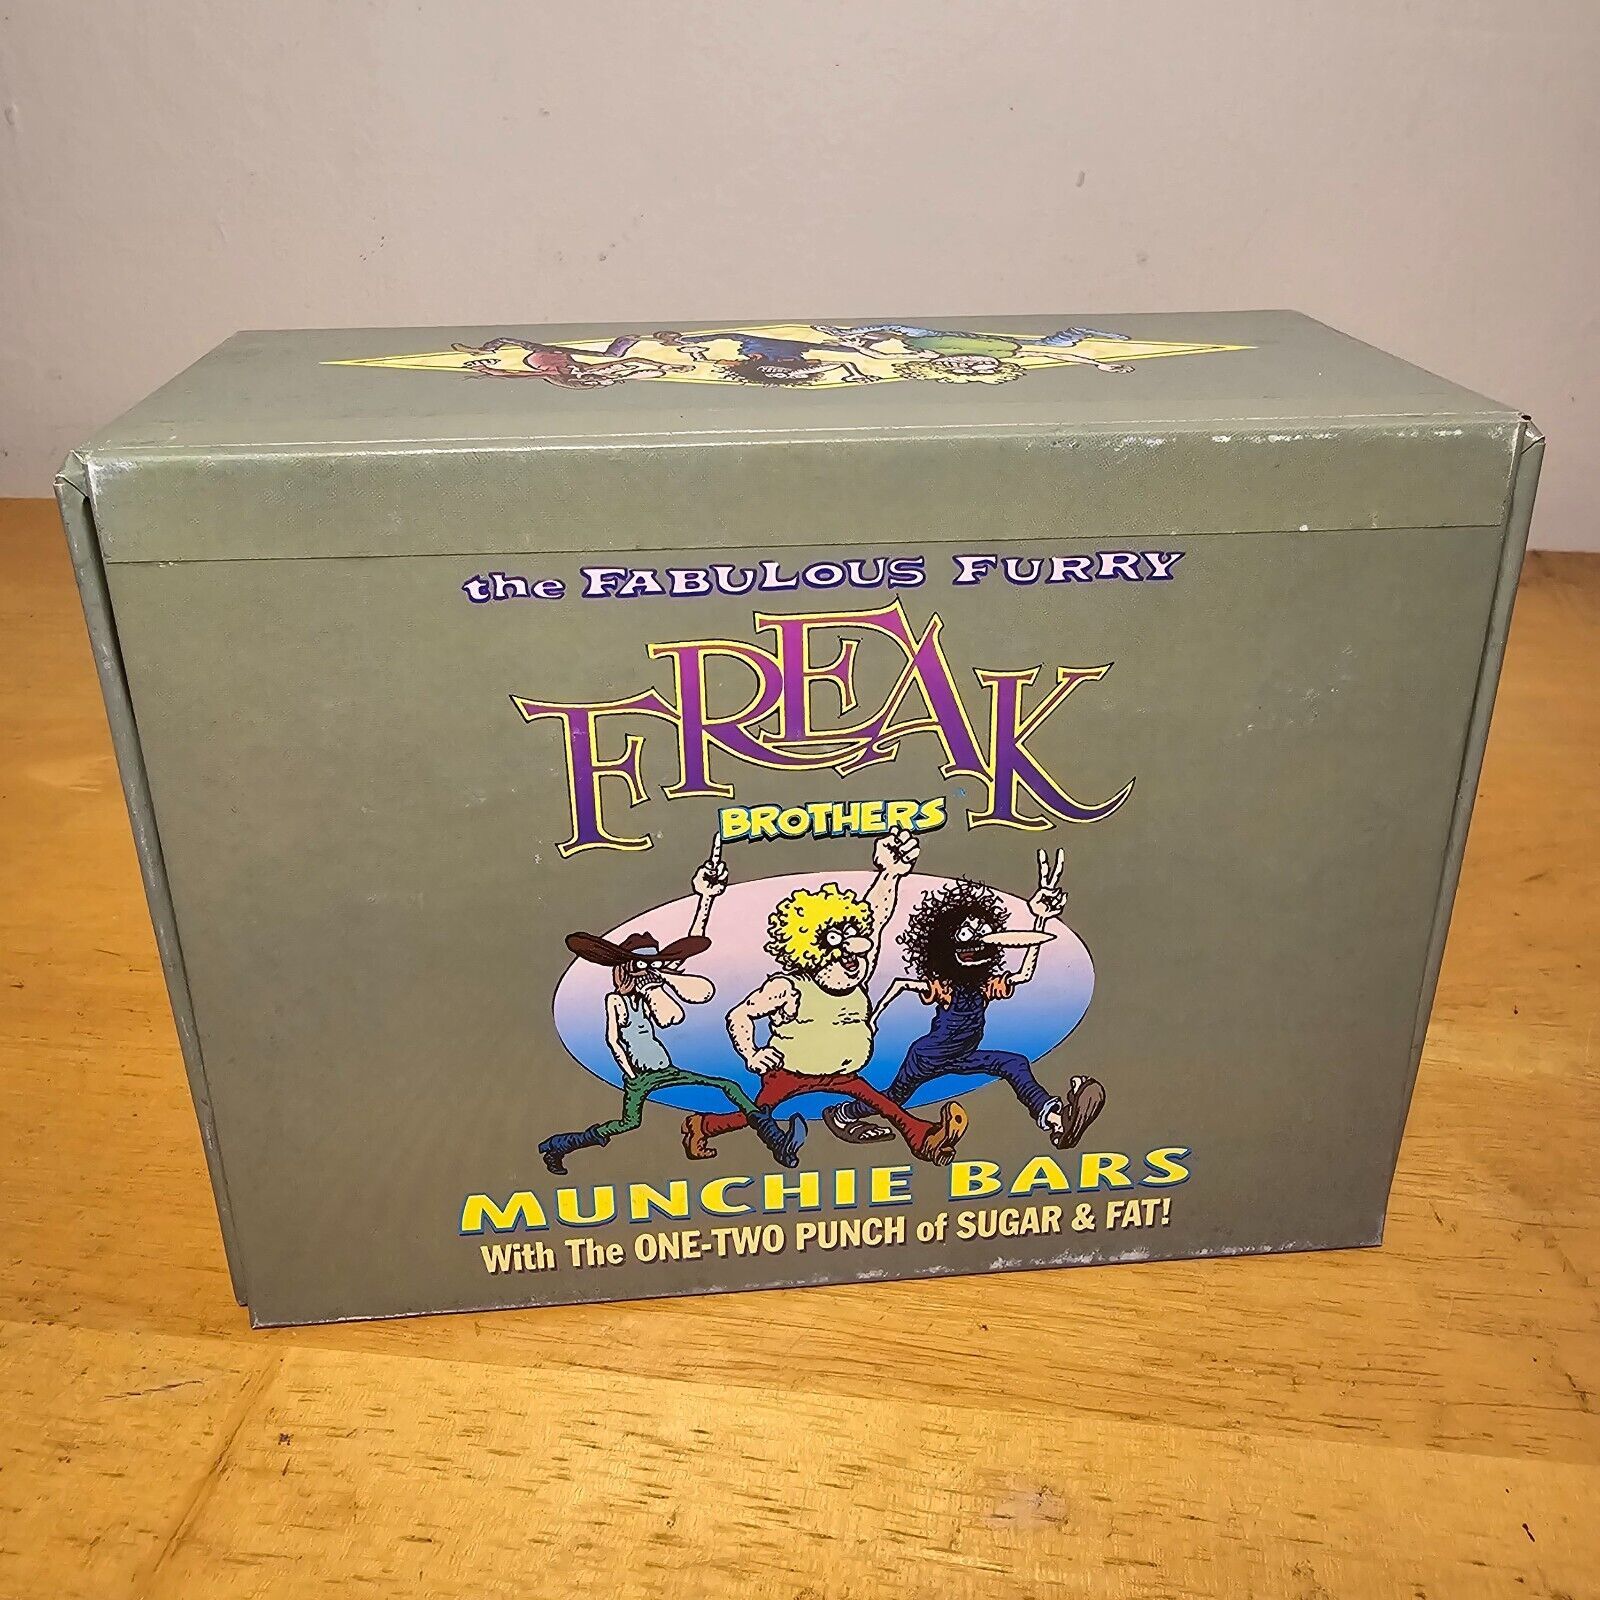 the FABULOUS FURRY
FREAK
BROTHERS
MUNCHIE BARS
With The ONE-TWO PUNCH of SUGAR & FAT!